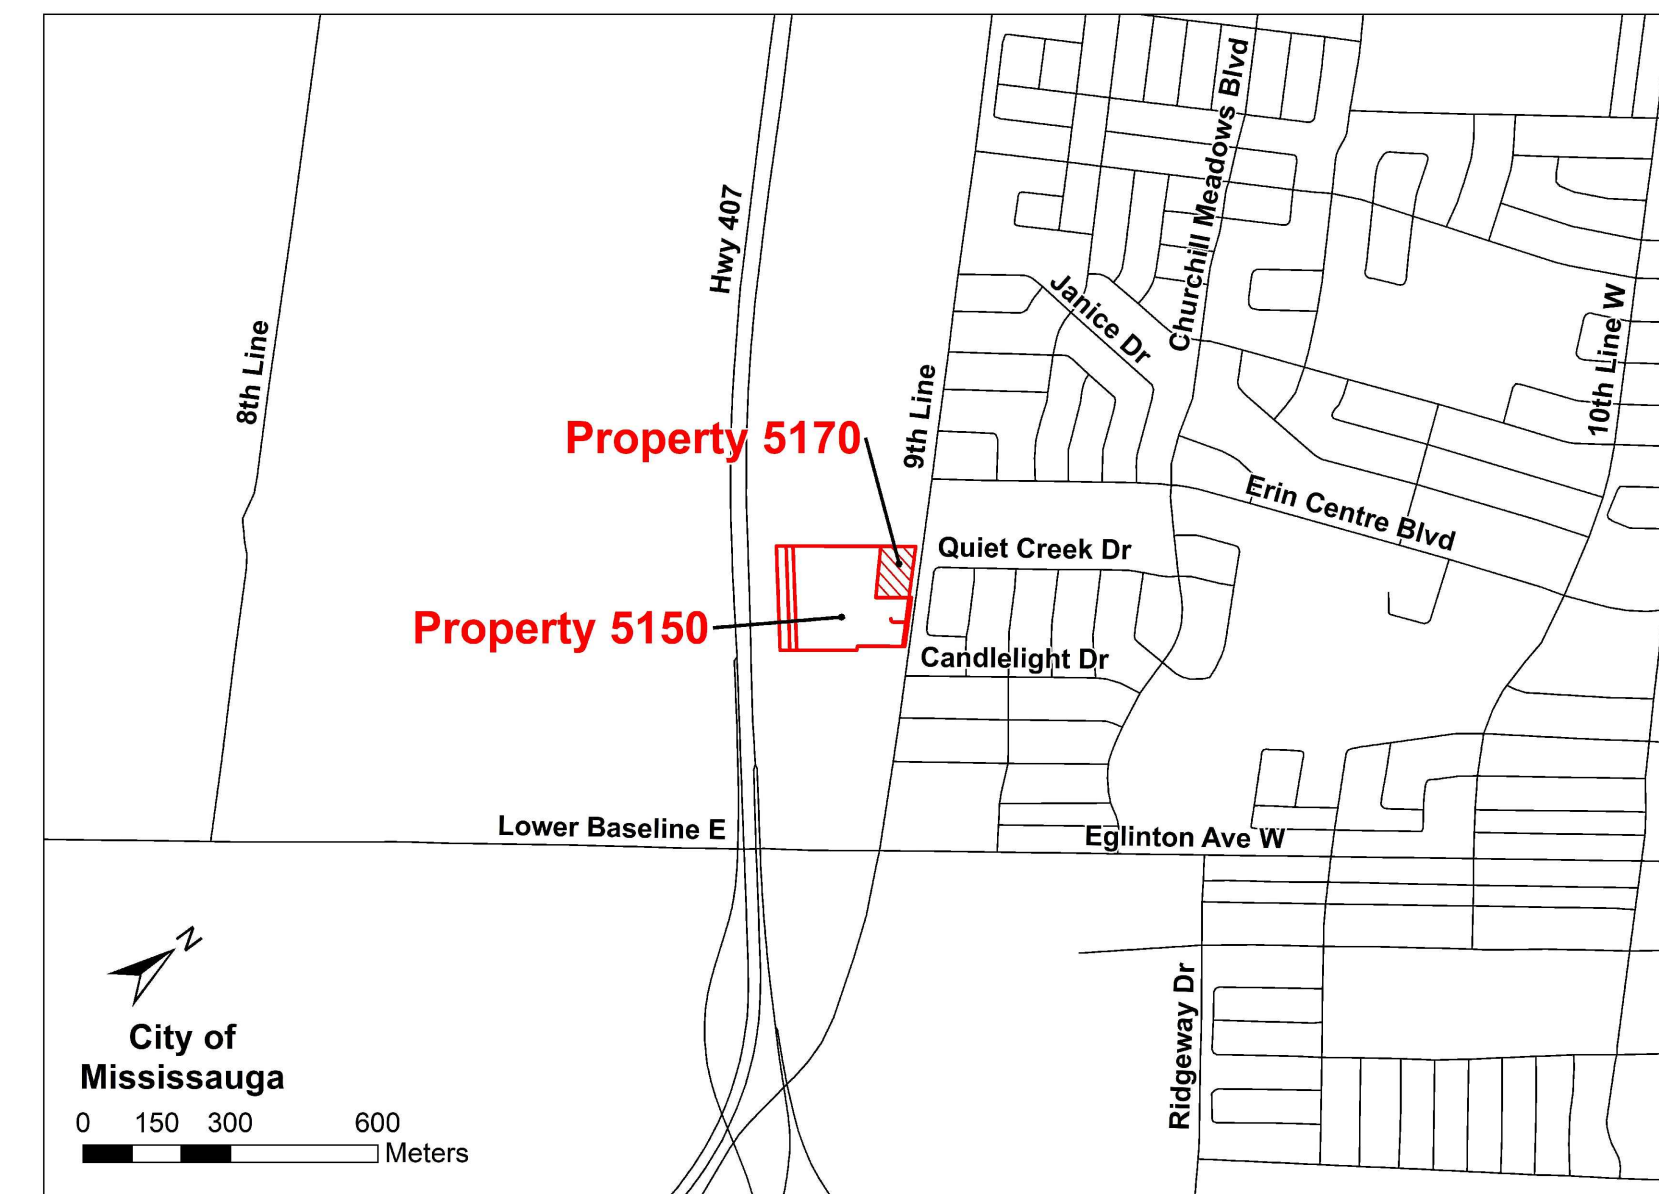 Churchill Meadows Blvd
Hwy 407
Janice Dr
10th Line W
8th Line
9th Line
Property 5170
Erin Centre Blvd
Quiet Creek Dr
Property 5150
Candlelight Dr
Lower Baseline E
Eglinton Ave W
N
Ridgeway Dr
City of
Mississauga
0 150 300 600
Meters